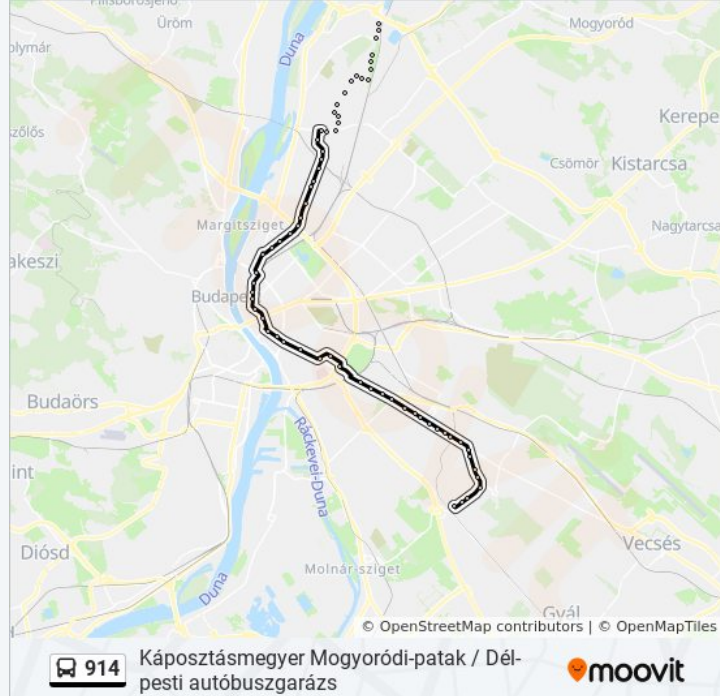 Pilisborosjenő
Üröm
Mogyoród
olymár
Duna
Kerepe
zőlős
Csömör
Kistarcsa
Margitsziget
Nagytarcsa
akeszi
Budape
Budaörs
Ráckevei-Duna
int
Diósd
Vecsés
Molnár-sziget
Duna
Gyál
© OpenStreetMap contributors | © OpenMapTiles
914
Káposztásmegyer Mogyoródi-patak / Dél-
pesti autóbuszgarázs
moovit